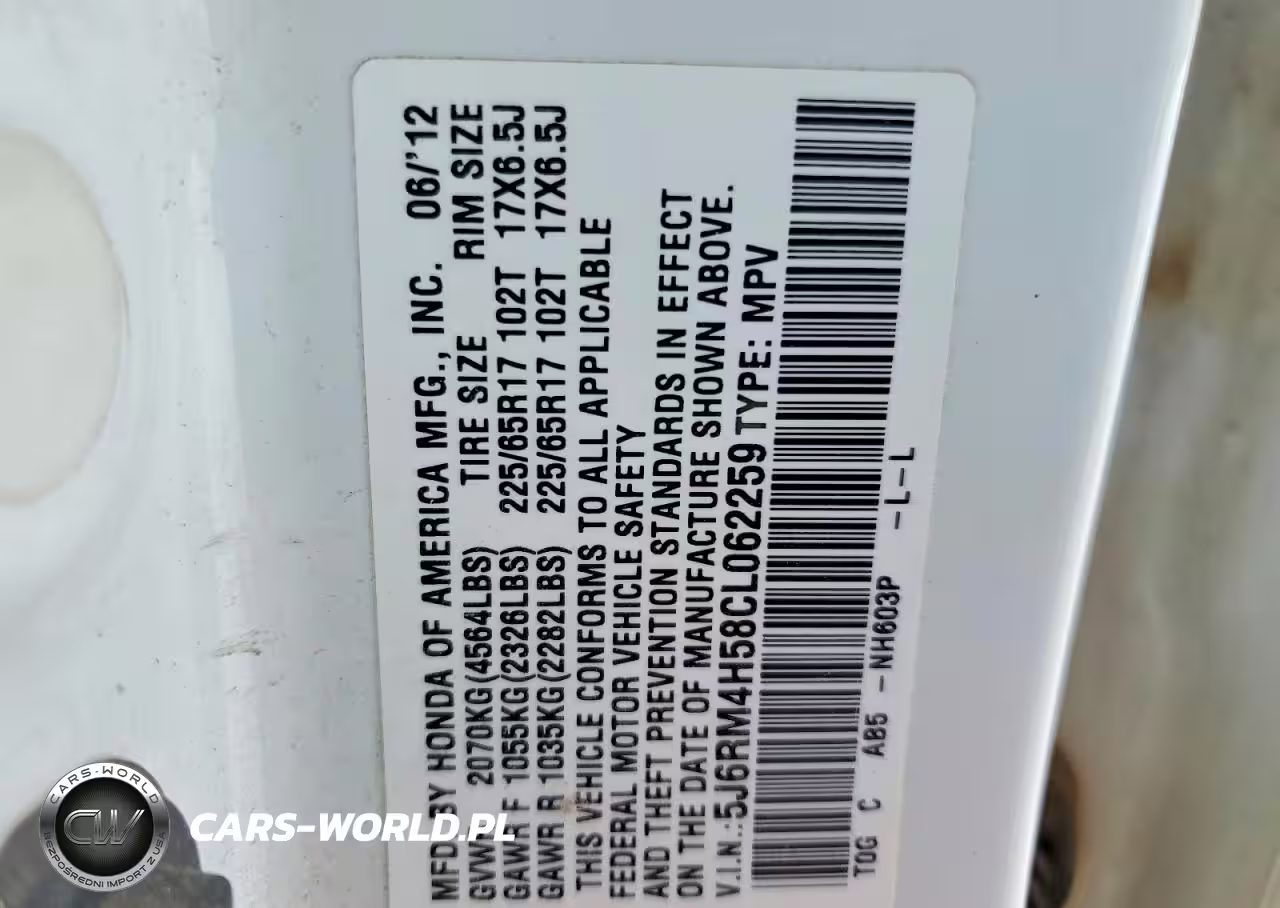 MFD. BY HONDA OF AMERICA MFG., INC. 06/'12
TIRE SIZE RIM SIZE
GVWR 2070KG(4564LBS) 225/65R17 102T 17X6.5J
GAWR F 1055KG(2326LBS) 225/65R17 102T 17X6.5J
GAWR R 1035KG(2282LBS)
THIS VEHICLE CONFORMS TO ALL APPLICABLE
FEDERAL MOTOR VEHICLE SAFETY
AND THEFT PREVENTION STANDARDS IN EFFECT
ON THE DATE OF MANUFACTURE SHOWN ABOVE.
V.I.N.:5J6RM4H58CL062259 TYPE: MPV
T0G C A85 -NH603P -L-L
CARS-WORLD
CW
BEZPOŚREDNI IMPORT Z USA
CARS-WORLD.PL